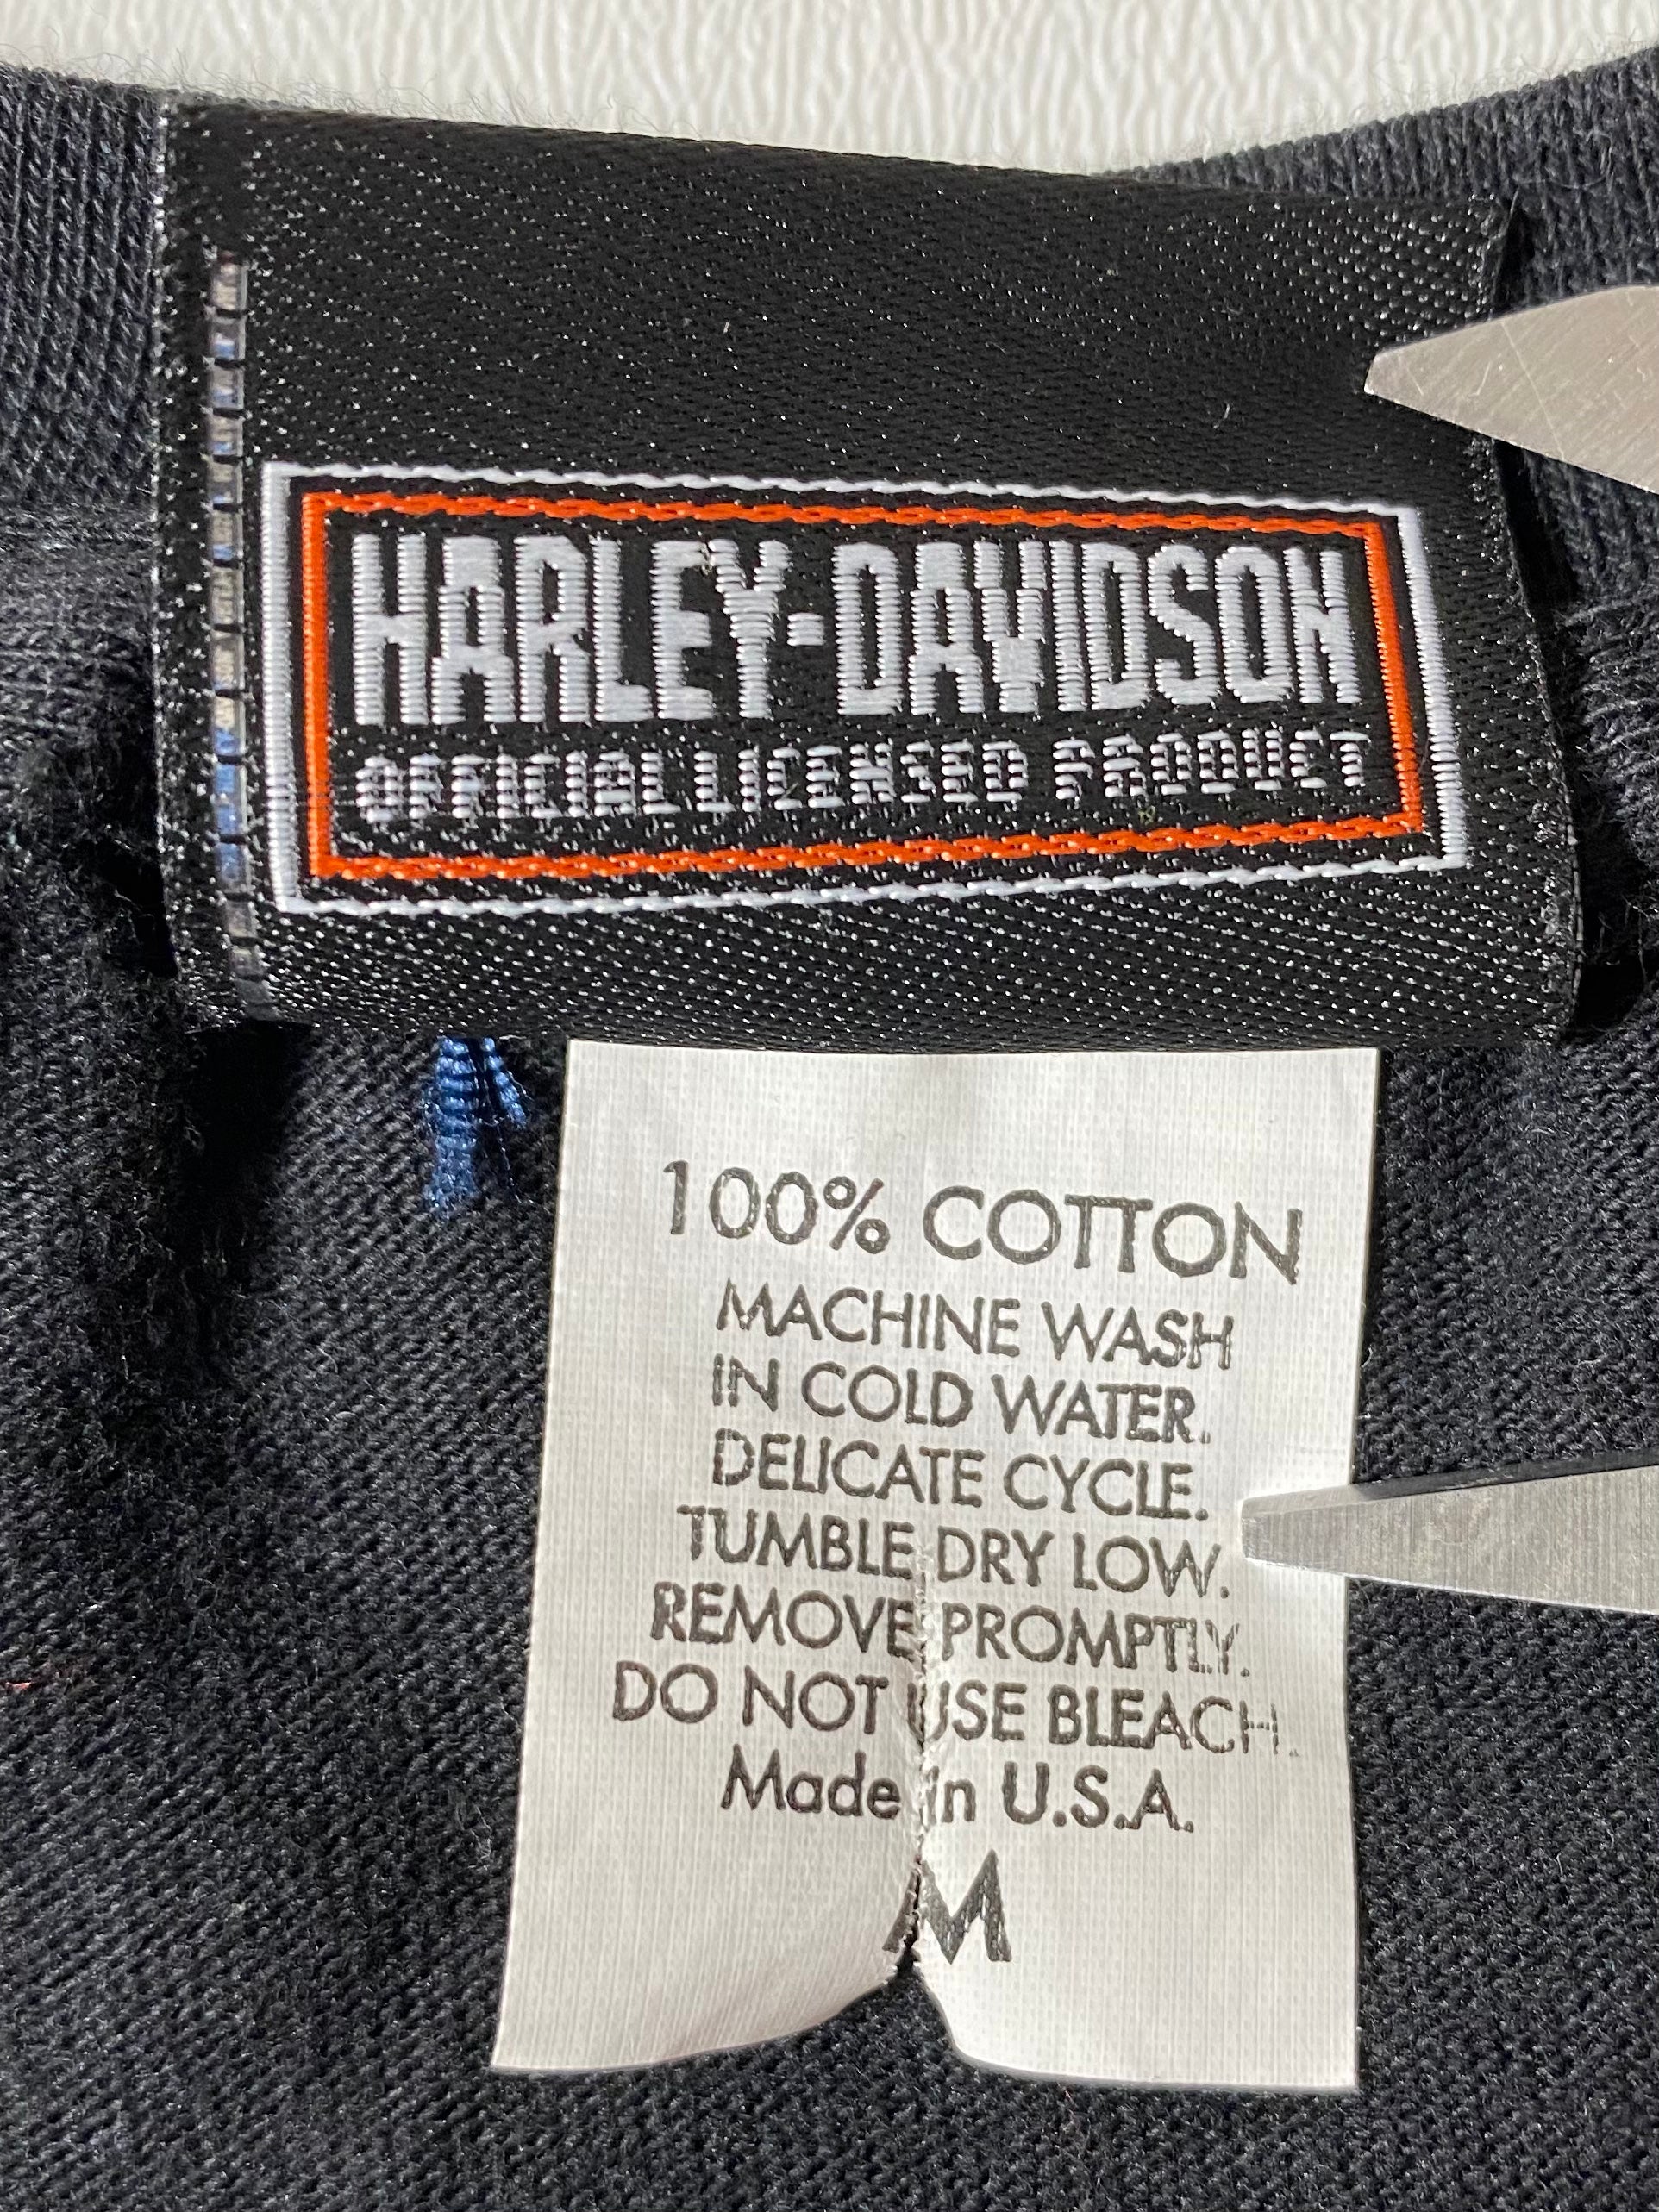 HARLEY-DAVIDSON
OFFICIAL LICENSED PRODUCT
100% COTTON
MACHINE WASH
IN COLD WATER.
DELICATE CYCLE.
TUMBLE DRY LOW.
REMOVE PROMPTLY.
DO NOT USE BLEACH.
Made in U.S.A.
M